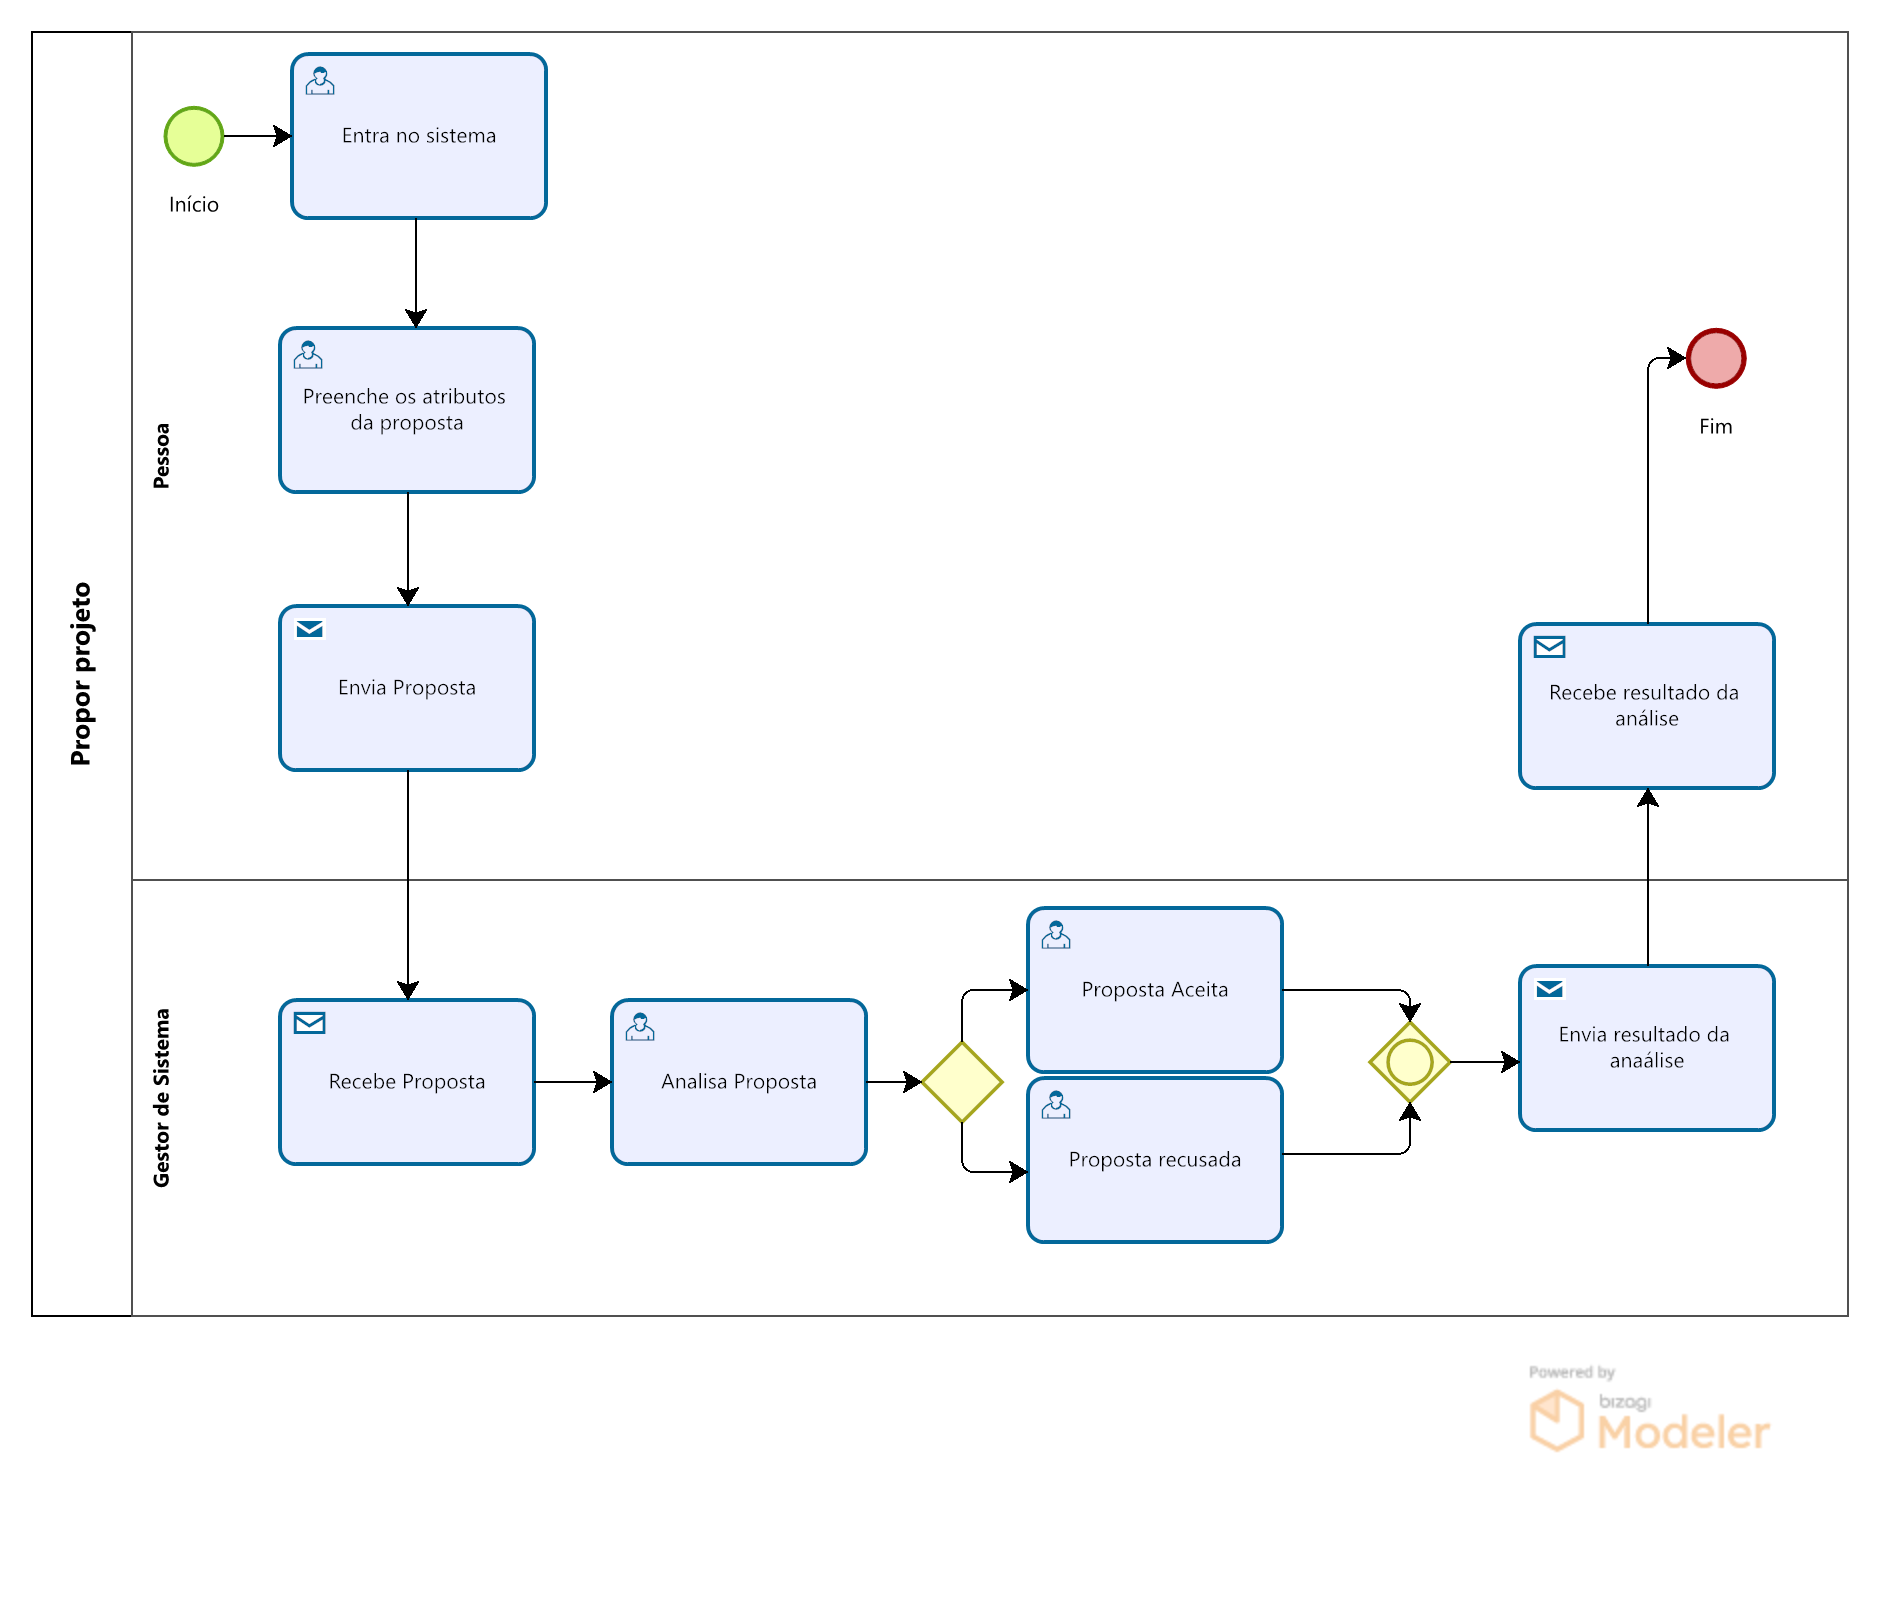 Propor projeto
Pessoa
Início
Entra no sistema
Preenche os atributos
da proposta
Envia Proposta
Fim
Recebe resultado da
análise
Gestor de Sistema
Recebe Proposta
Analisa Proposta
Proposta Aceita
Proposta recusada
Envia resultado da
anaálise
Powered by
bizagi
Modeler